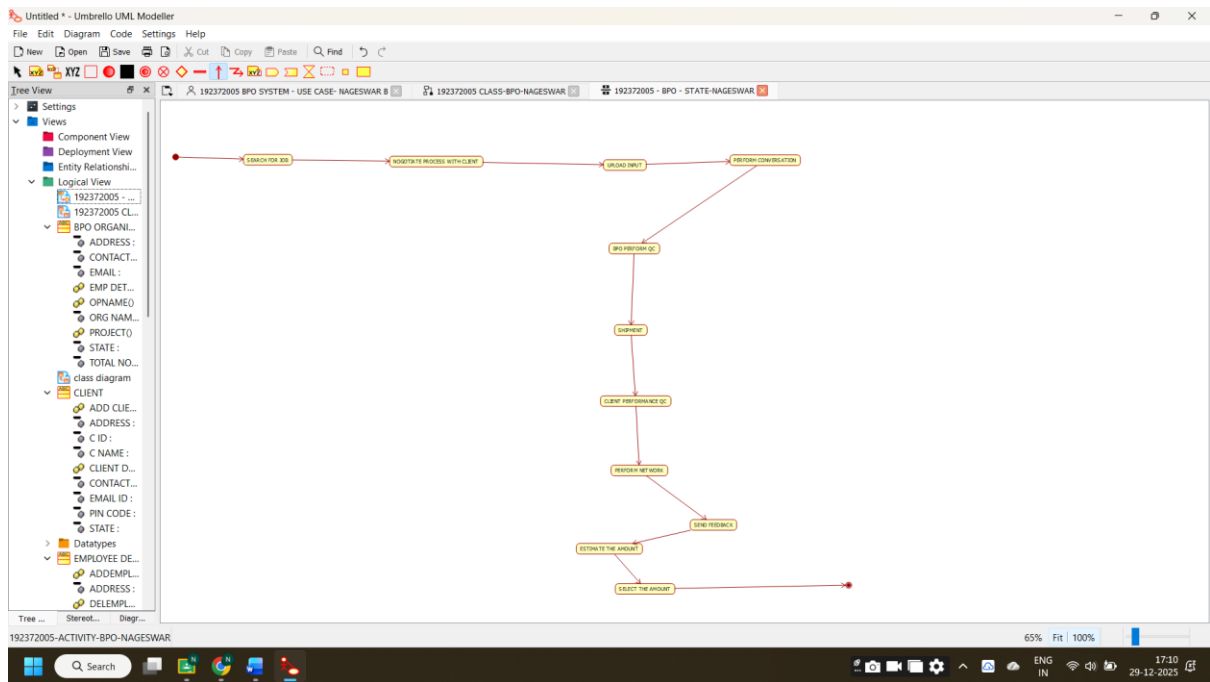 Untitled * - Umbrello UML Modeller
File Edit Diagram Code Settings Help
New Open Save Cut Copy Paste Find
XYZ
Tree View
192372005 BPO SYSTEM - USE CASE- NAGESWAR 8
192372005 CLASS-BPO-NAGESWAR
192372005 - BPO - STATE-NAGESWAR
Settings
Views
Component View
Deployment View
Entity Relationshi...
Logical View
192372005 - ...
192372005 CL...
BPO ORGANI...
ADDRESS :
CONTACT...
EMAIL :
EMP DET...
OPNAME()
ORG NAM...
PROJECT()
STATE :
TOTAL NO...
class diagram
CLIENT
ADD CLIE...
ADDRESS :
C ID :
C NAME :
CLIENT D...
CONTACT...
EMAIL ID :
PIN CODE :
STATE :
Datatypes
EMPLOYEE DE...
ADDEMPL...
ADDRESS :
DELEMPL...
Tree ... Stereot... Diagr...
SEARCH FOR JOB
NOGOTIATE PROCESS WITH CLIENT
UPLOAD INPUT
PERFORM CONVERSATION
BPO PERFORM QC
SHIPMENT
CLIENT PERFORMANCE QC
PERFORM NETWORK
SEND FEEDBACK
ESTIMATE THE AMOUNT
SELECT THE AMOUNT
192372005-ACTIVITY-BPO-NAGESWAR
65% Fit 100%
Search
ENG
IN
17:10
29-12-2025